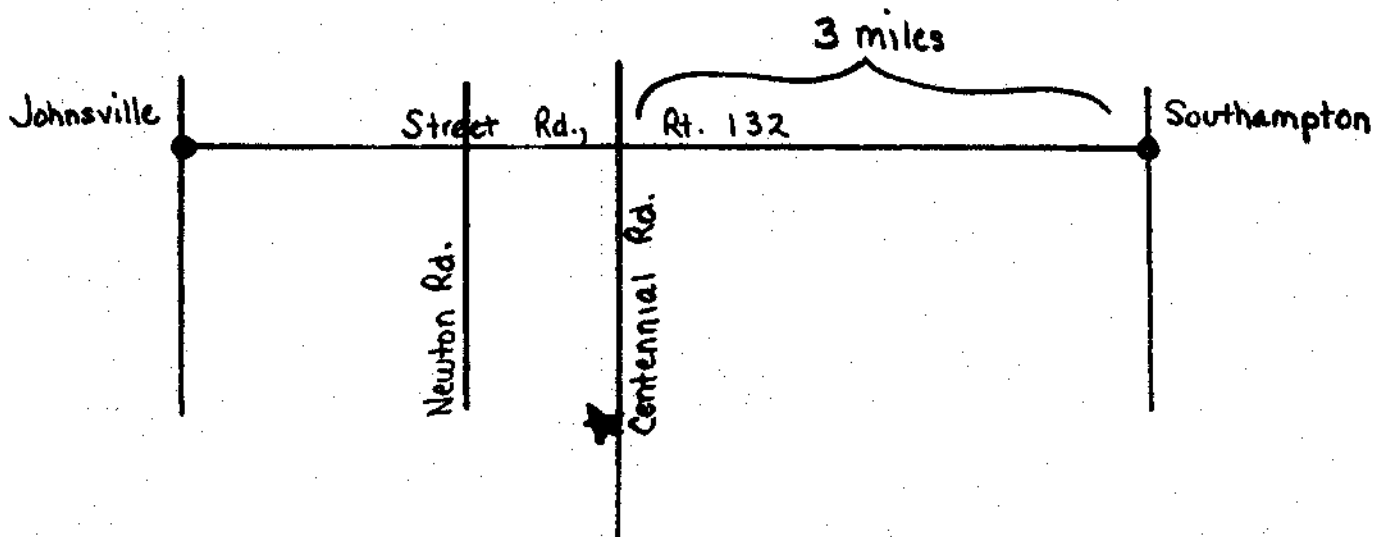 3 miles
Johnsville
Street Rd., Rt. 132
Southampton
Newton Rd.
Centennial Rd.